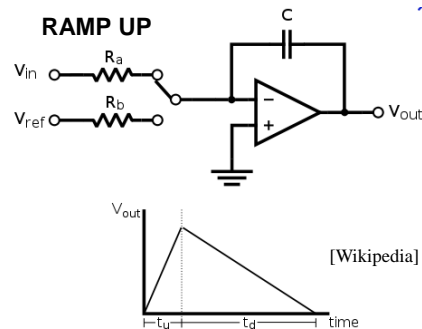 RAMP UP
C
Vin
Ra
Rb
Vref
−
+
Vout
Vout
[Wikipedia]
tu
td
time